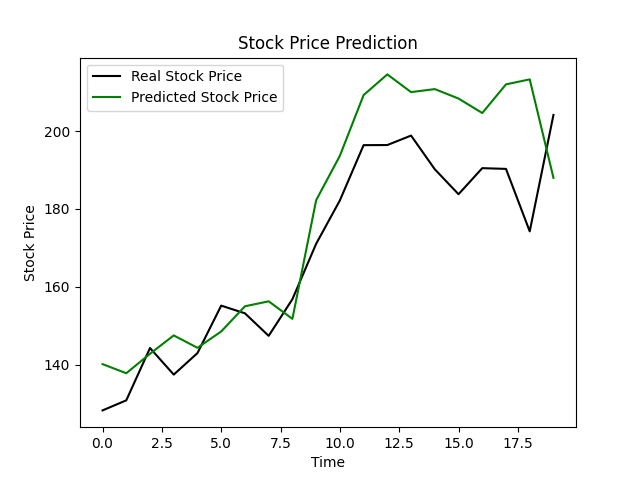 Stock Price Prediction
Real Stock Price
Predicted Stock Price
Stock Price
200
180
160
140
0.0 2.5 5.0 7.5 10.0 12.5 15.0 17.5
Time